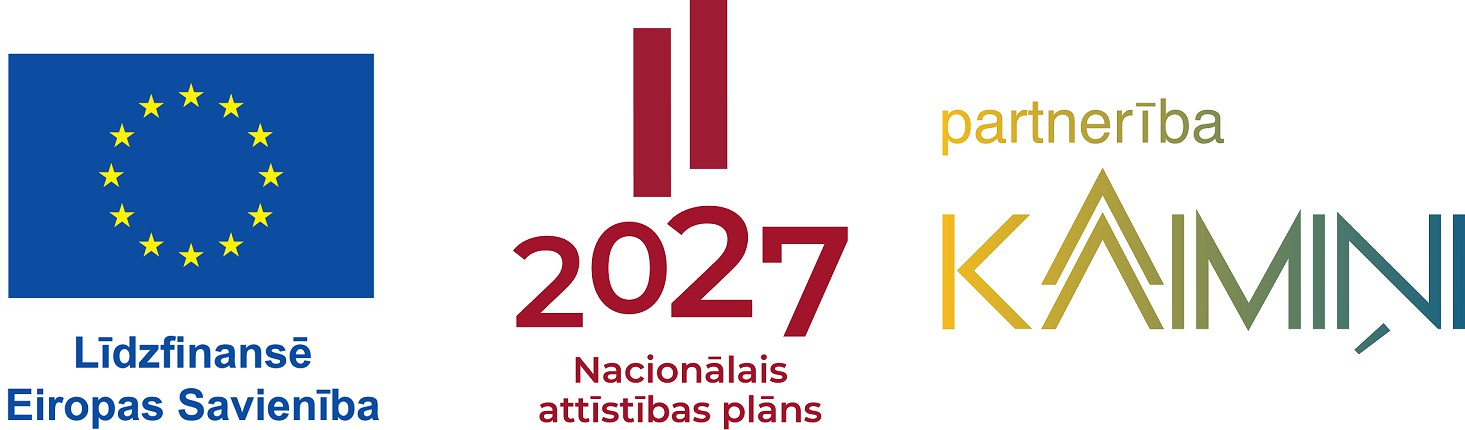 Līdzfinansē
Eiropas Savienība
2027
Nacionālais
attīstības plāns
partnerība
KAIMIŅI